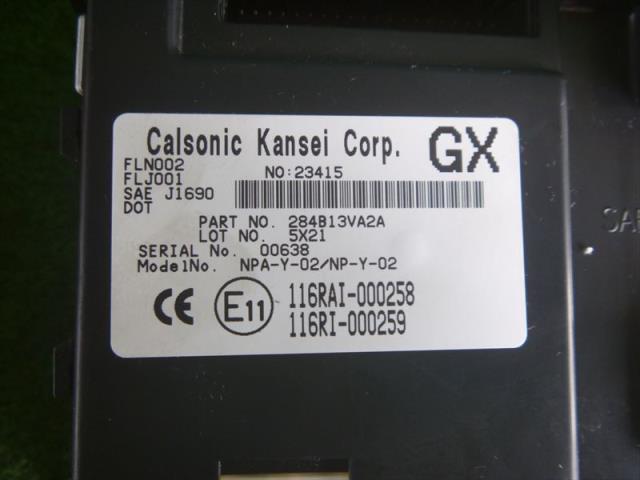 Calsonic Kansei Corp. GX
FLN002
FLJ001 NO:23415
SAE J1690
DOT
PART NO. 284B13VA2A
LOT NO. 5X21
SERIAL No. 00638
ModelNo. NPA-Y-02/NP-Y-02
CE E11 116RAI-000258
116RI-000259